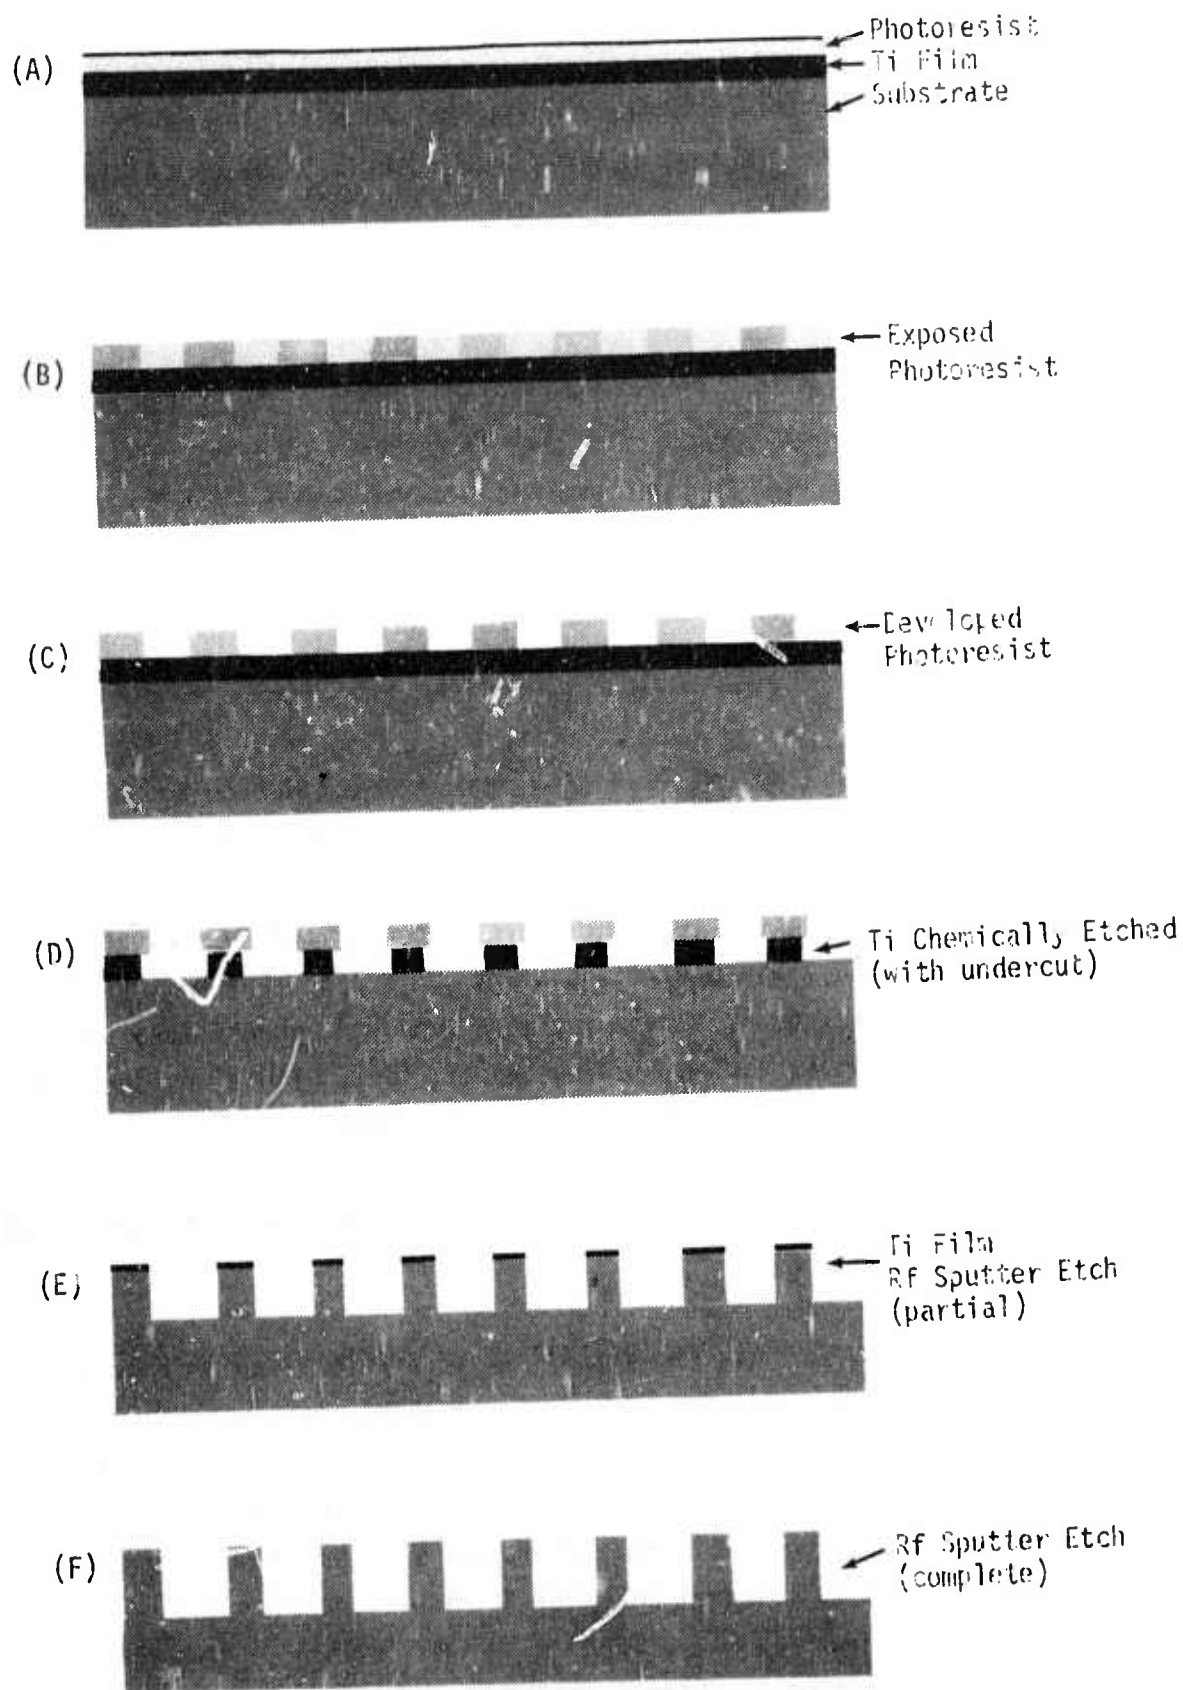 (A)
Photoresist
Ti Film
Substrate
(B)
Exposed
Photoresist
(C)
Developed
Photoresist
(D)
Ti Chemically Etched
(with undercut)
(E)
Ti Film
Rf Sputter Etch
(partial)
(F)
Rf Sputter Etch
(complete)